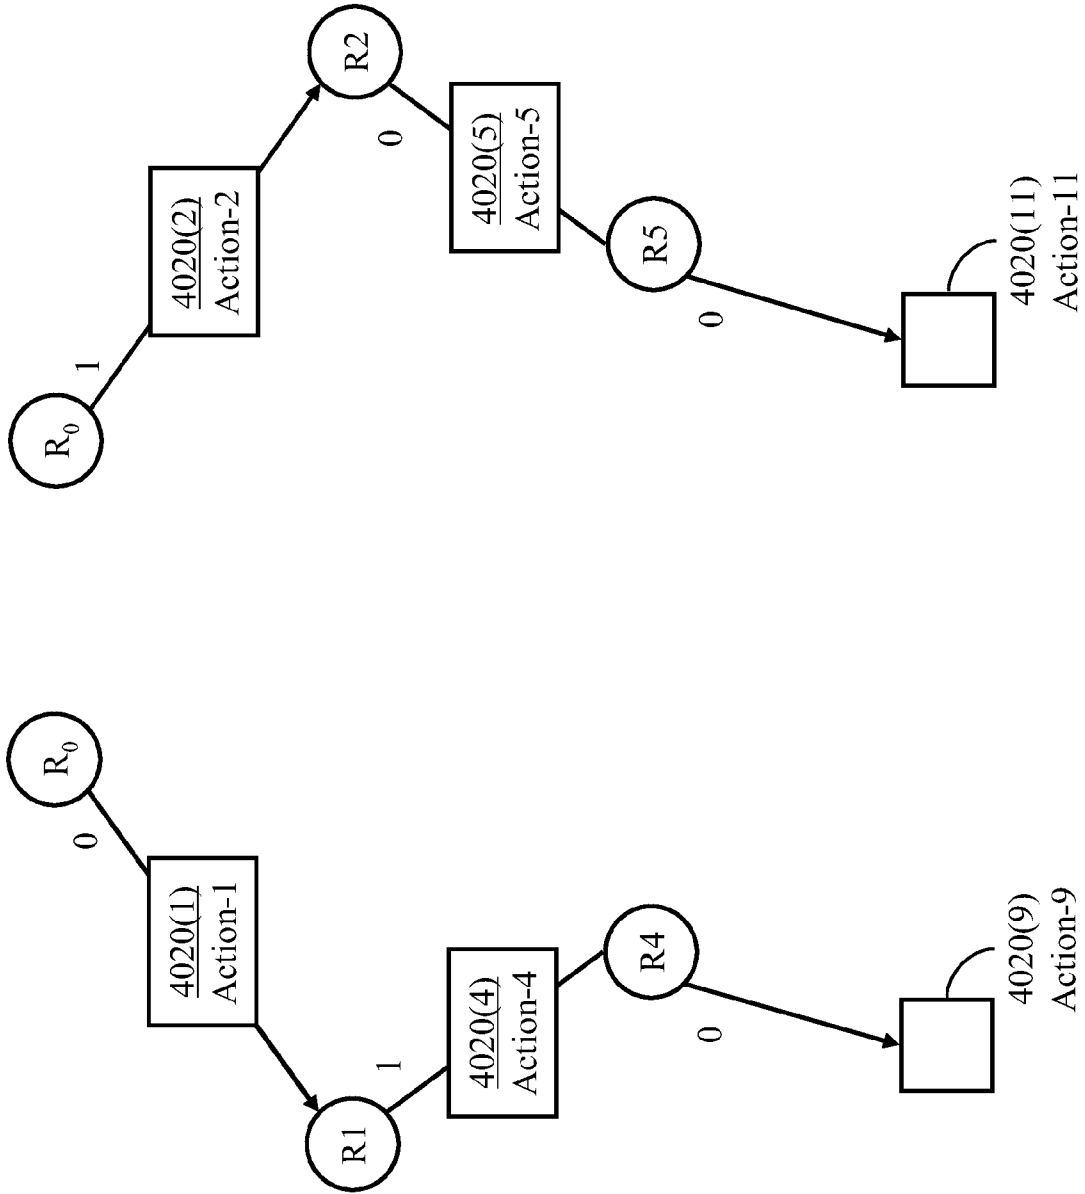 R0
0
4020(1)
Action-1
R1
1
4020(4)
Action-4
R4
0
4020(9)
Action-9
R0
1
4020(2)
Action-2
R2
0
4020(5)
Action-5
R5
0
4020(11)
Action-11